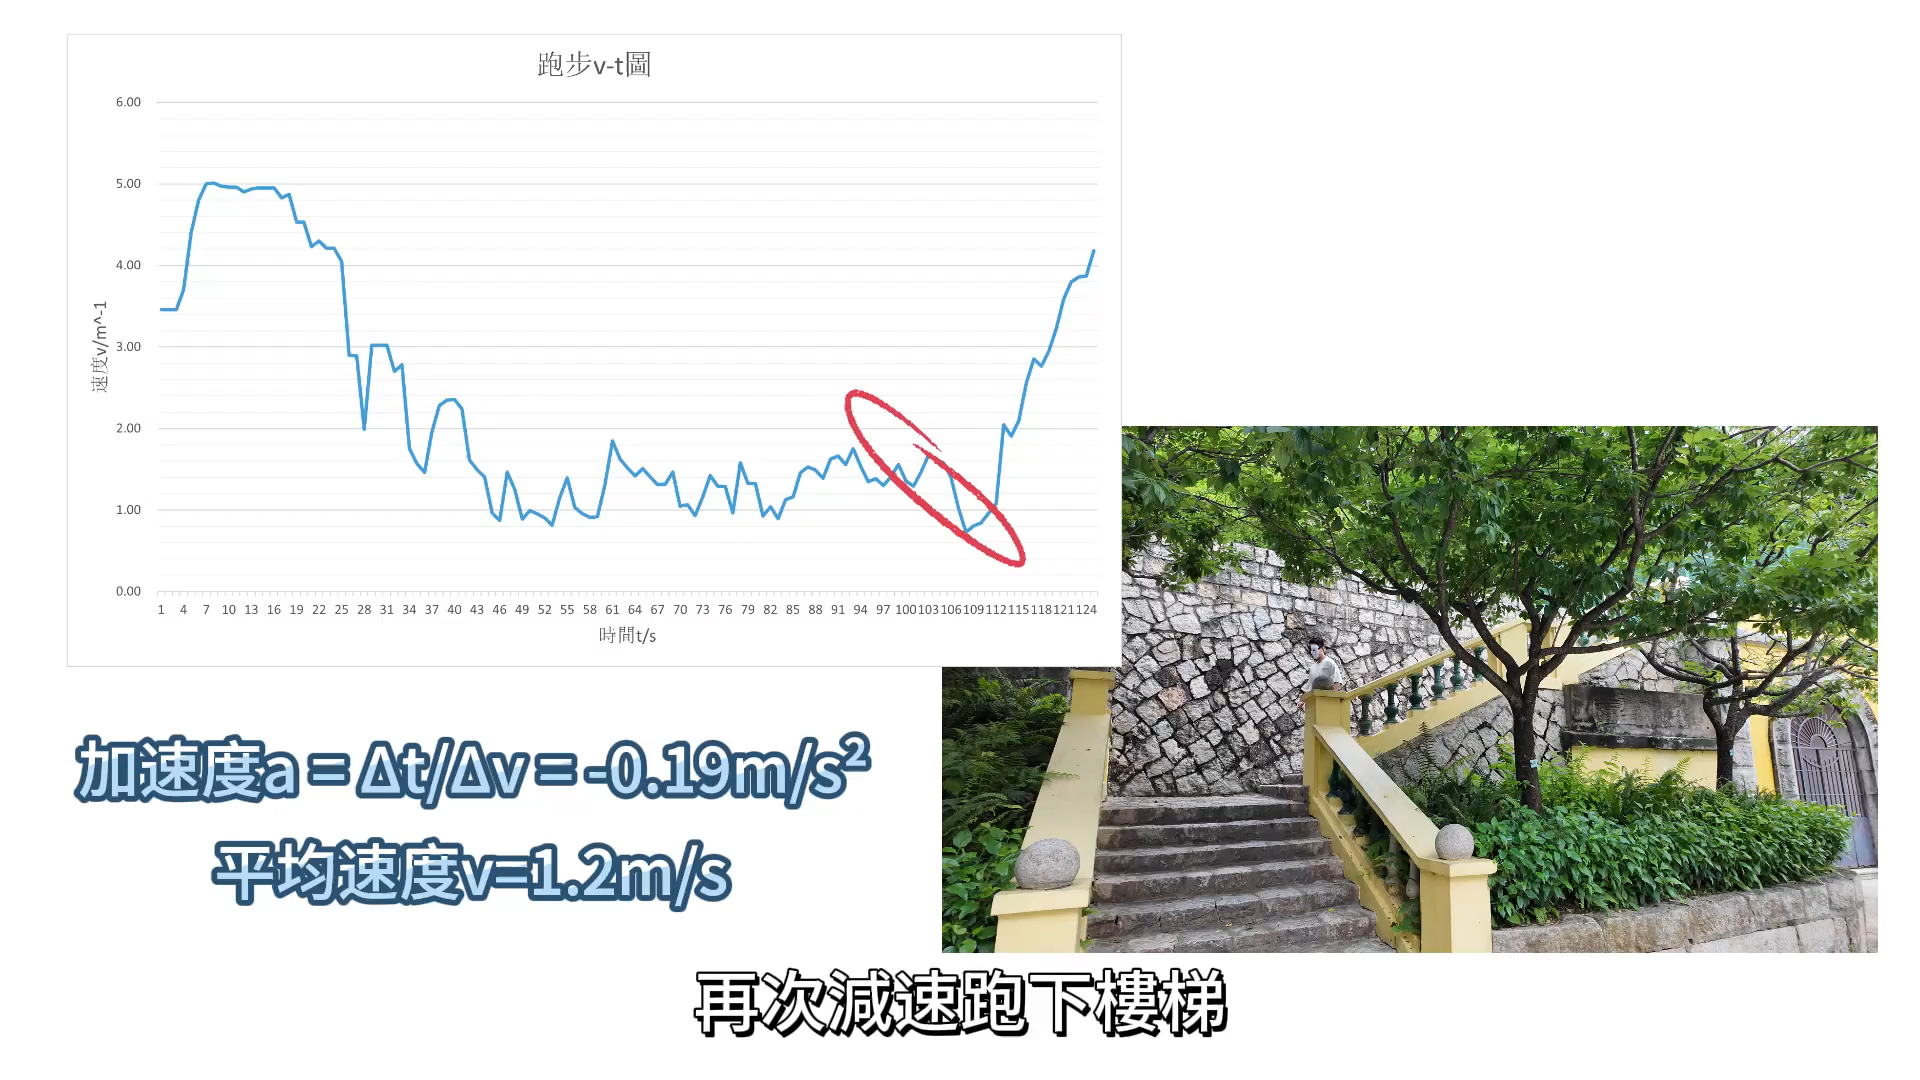 跑步v-t圖
6.00
5.00
4.00
3.00
2.00
1.00
0.00
速度v/m^-1
1 4 7 10 13 16 19 22 25 28 31 34 37 40 43 46 49 52 55 58 61 64 67 70 73 76 79 82 85 88 91 94 97 100 103 106 109 112 115 118 121 124
時間t/s
加速度a = Δt/Δv = -0.19m/s²
平均速度v=1.2m/s
再次減速跑下樓梯